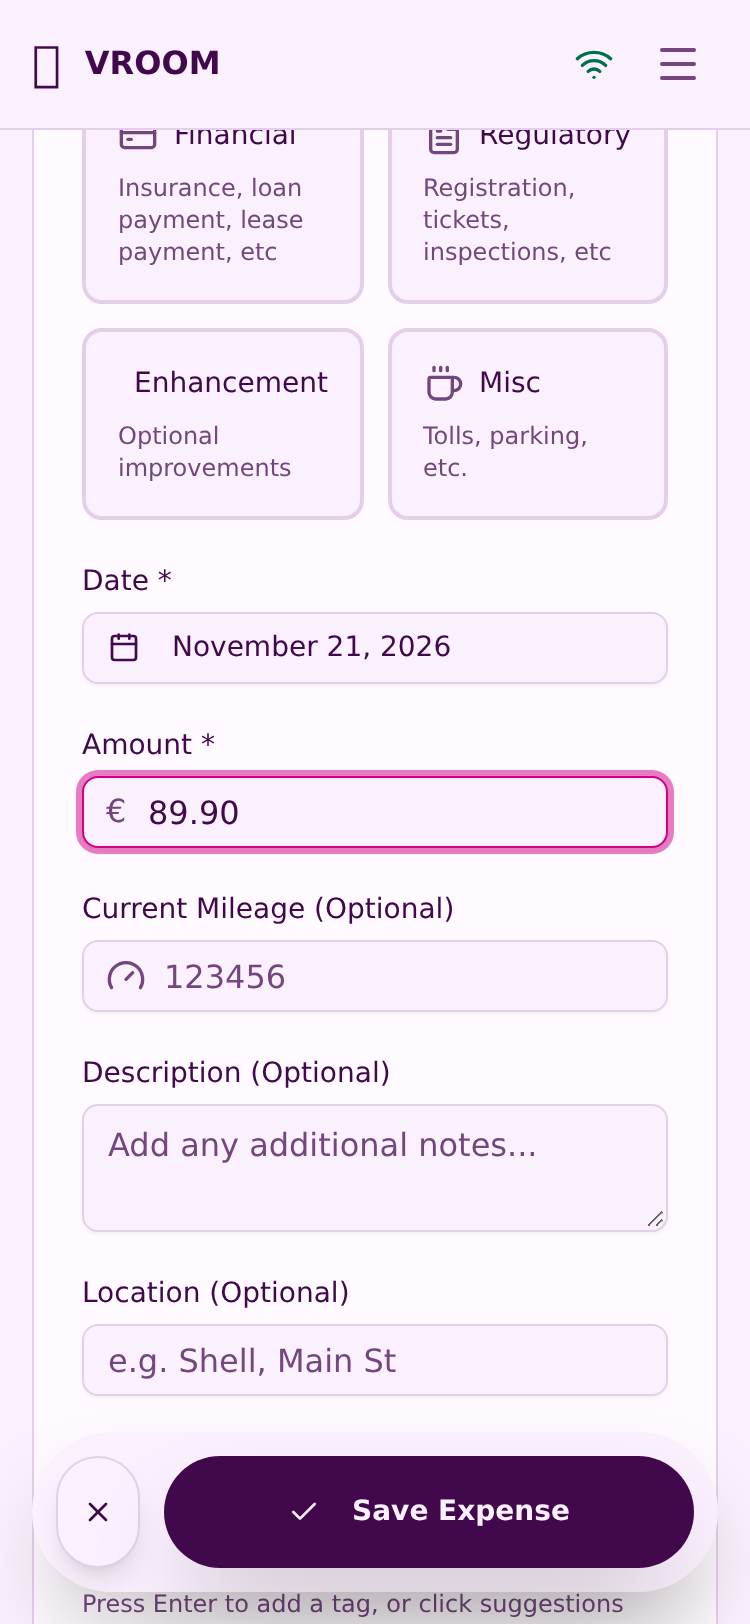 VROOM
Financial
Regulatory
Insurance, loan
payment, lease
payment, etc
Registration,
tickets,
inspections, etc
Enhancement
Misc
Optional
improvements
Tolls, parking,
etc.
Date *
November 21, 2026
Amount *
€ 89.90
Current Mileage (Optional)
123456
Description (Optional)
Add any additional notes...
Location (Optional)
e.g. Shell, Main St
Save Expense
Press Enter to add a tag, or click suggestions